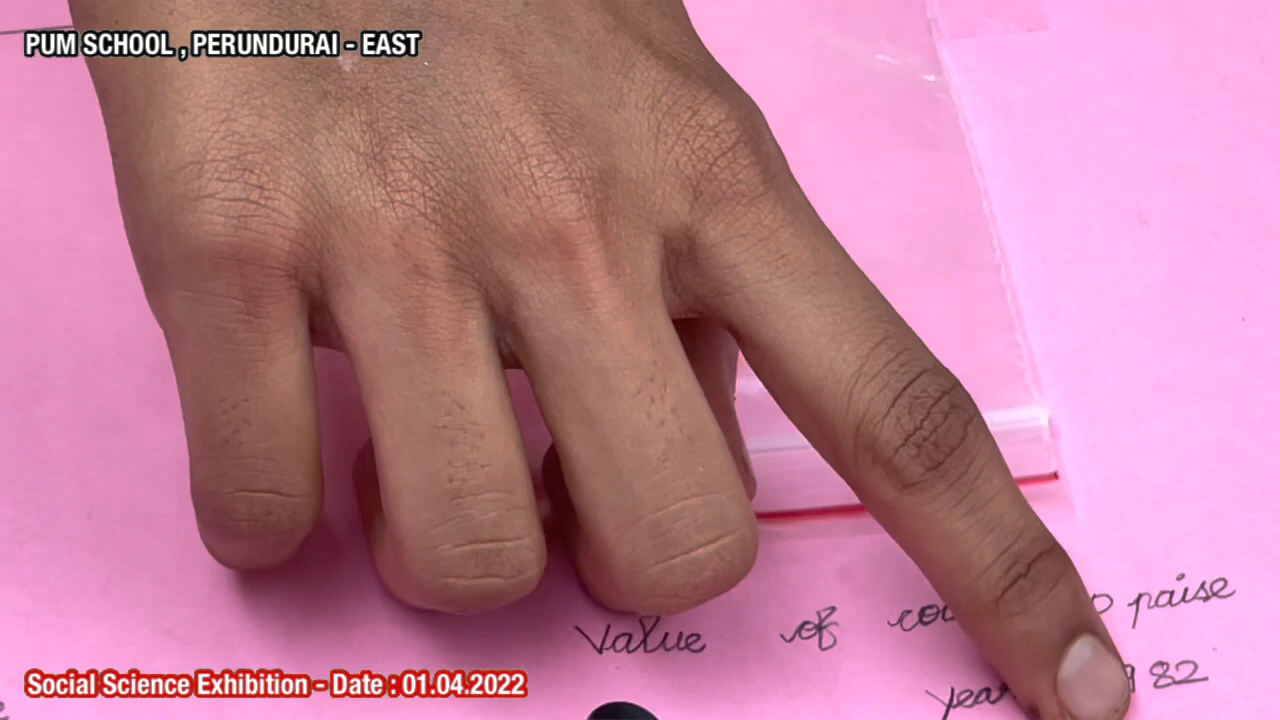 PUM SCHOOL , PERUNDURAI - EAST
Value of paise
82
Social Science Exhibition - Date : 01.04.2022